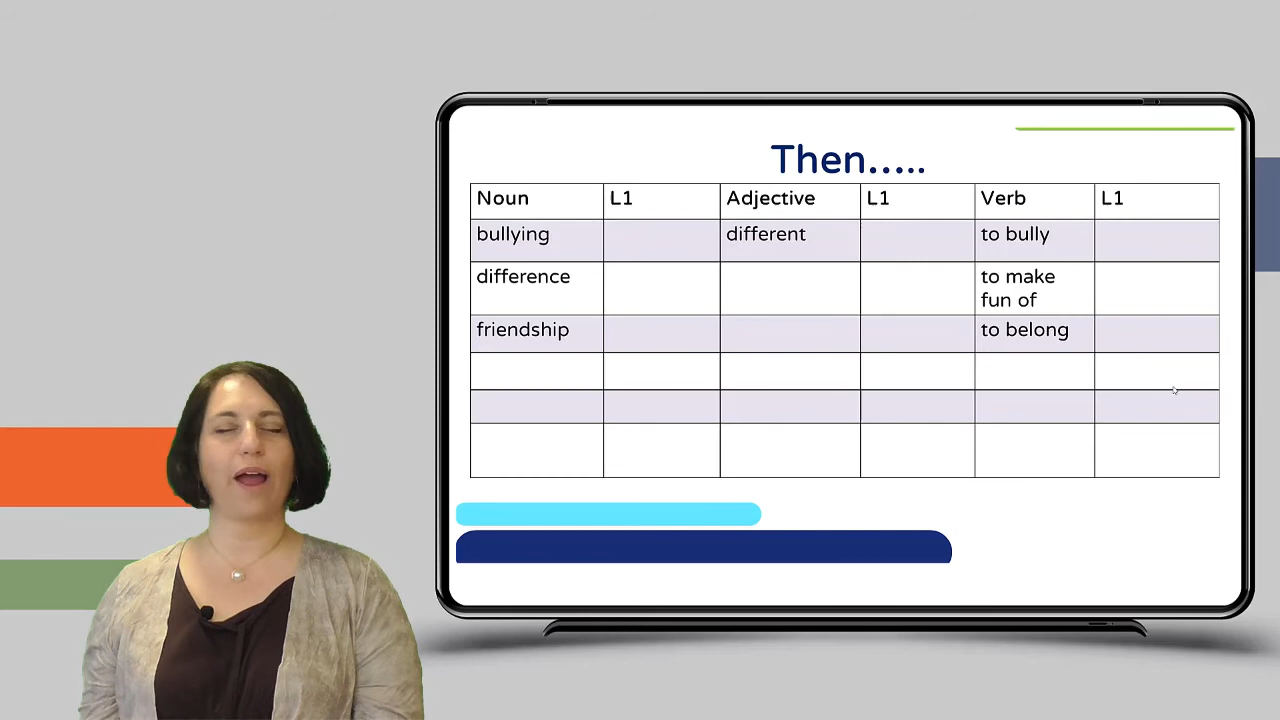 Then.....
Noun L1 Adjective L1 Verb L1
bullying different to bully
difference to make
fun of
friendship to belong